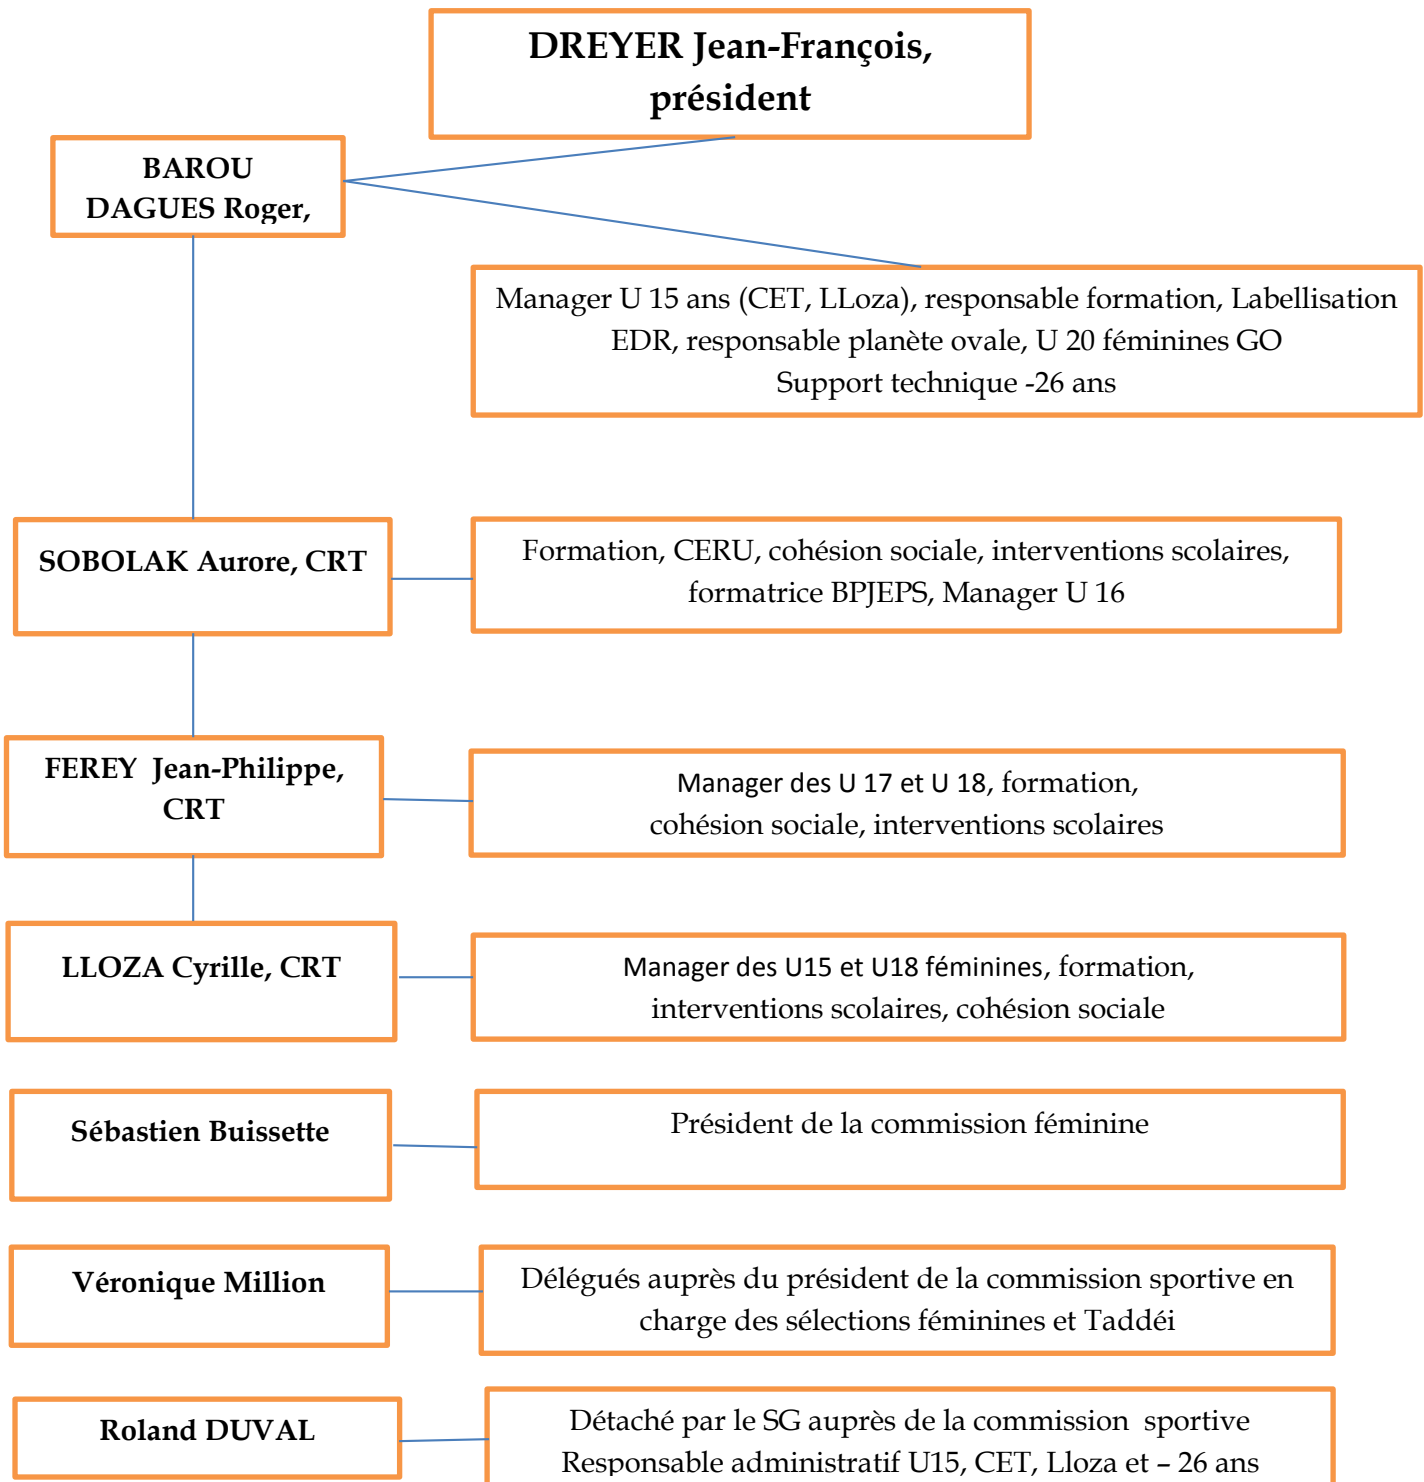 DREYER Jean-François,
président
BAROU
DAGUES Roger,
Manager U 15 ans (CET, LLoza), responsable formation, Labellisation
EDR, responsable planète ovale, U 20 féminines GO
Support technique -26 ans
SOBOLAK Aurore, CRT
Formation, CERU, cohésion sociale, interventions scolaires,
formatrice BPJEPS, Manager U 16
FEREY  Jean-Philippe,
CRT
Manager des U 17 et U 18, formation,
cohésion sociale, interventions scolaires
LLOZA Cyrille, CRT
Manager des U15 et U18 féminines, formation,
interventions scolaires, cohésion sociale
Sébastien Buissette
Président de la commission féminine
Véronique Million
Délégués auprès du président de la commission sportive en
charge des sélections féminines et Taddéi
Roland DUVAL
Détaché par le SG auprès de la commission  sportive
Responsable administratif U15, CET, Lloza et – 26 ans